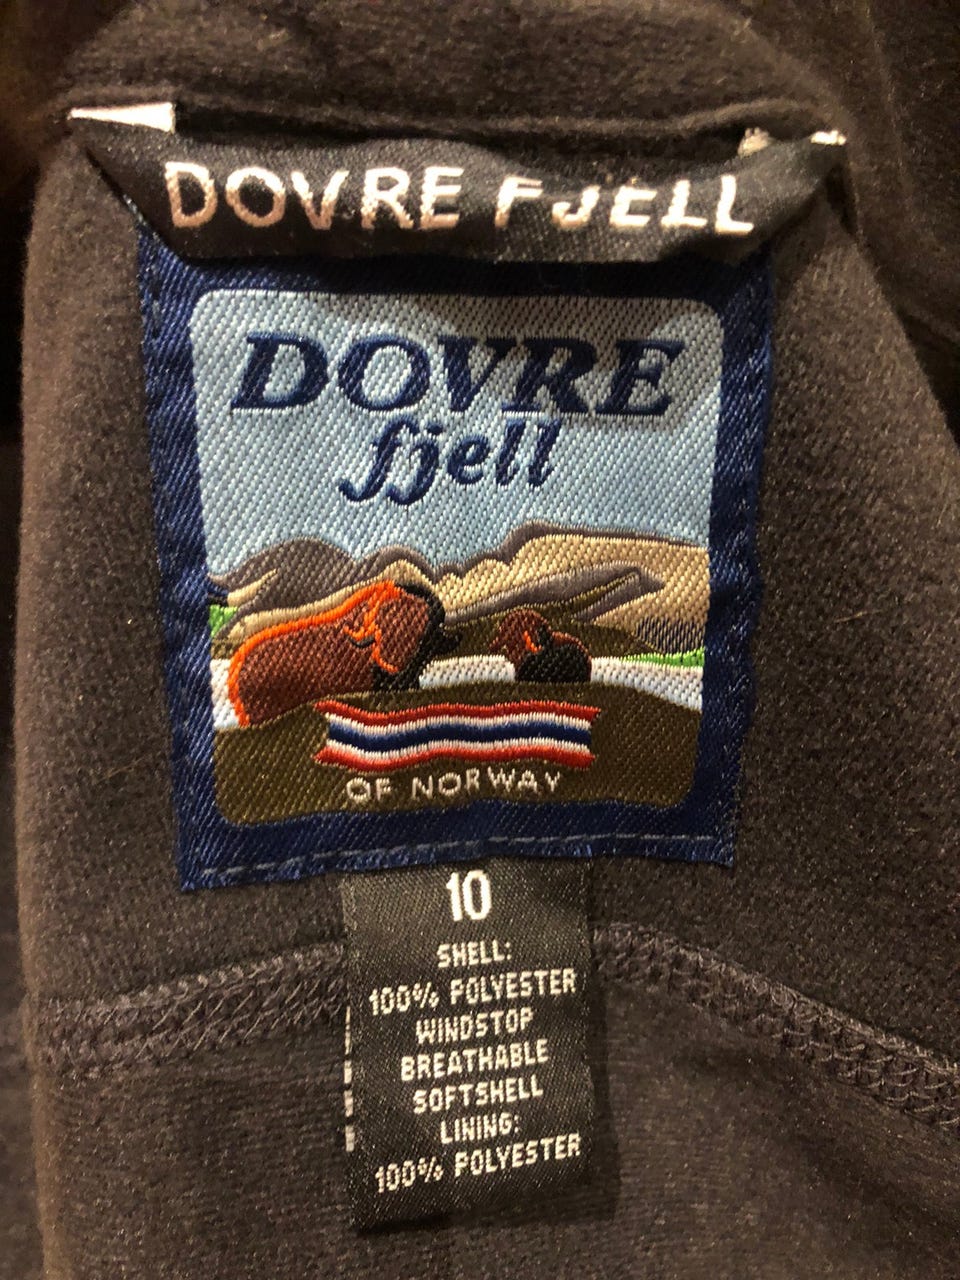 DOVRE FJELL
DOVRE
fjell
OF NORWAY
10
SHELL:
100% POLYESTER
WINDSTOP
BREATHABLE
SOFTSHELL
LINING:
100% POLYESTER